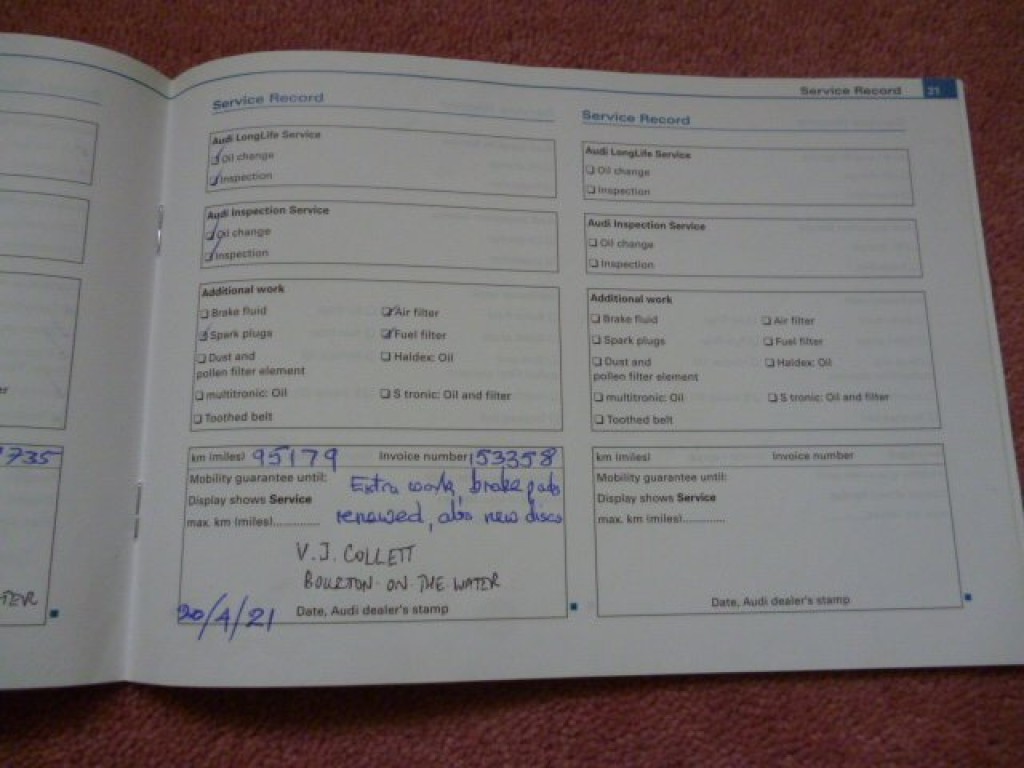 Service Record 21
Service Record
Audi LongLife Service
Oil change
Inspection
Audi Inspection Service
Oil change
Inspection
Additional work
Brake fluid
Air filter
Spark plugs
Fuel filter
Dust and
pollen filter element
Haldex: Oil
multitronic: Oil
S tronic: Oil and filter
Toothed belt
km (miles) 95179 Invoice number 153358
Mobility guarantee until:
Display shows Service
max. km (miles).............
Extra work, brake pads
renewed, also new discs
V.J. COLLETT
BOURTON-ON-THE WATER
20/4/21 Date, Audi dealer's stamp
Service Record
Audi LongLife Service
Oil change
Inspection
Audi Inspection Service
Oil change
Inspection
Additional work
Brake fluid
Air filter
Spark plugs
Fuel filter
Dust and
pollen filter element
Haldex: Oil
multitronic: Oil
S tronic: Oil and filter
Toothed belt
km (miles) Invoice number
Mobility guarantee until:
Display shows Service
max. km (miles).............
Date, Audi dealer's stamp